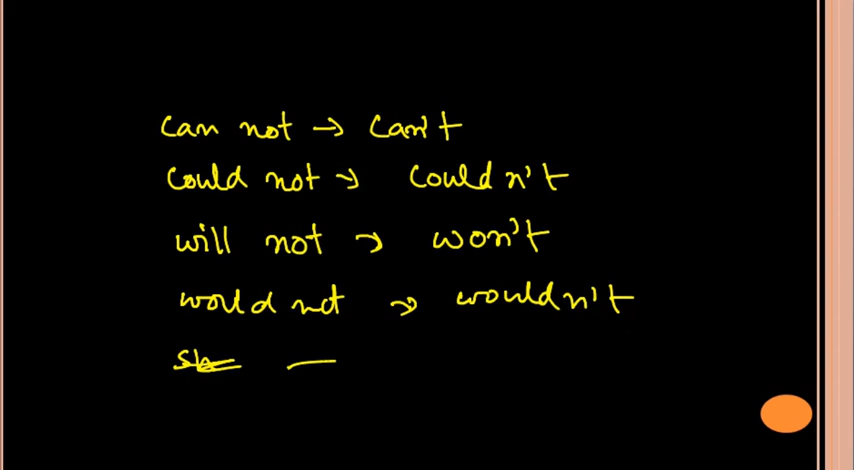 can not → can't
could not → couldn't
will not → won't
would not → wouldn't